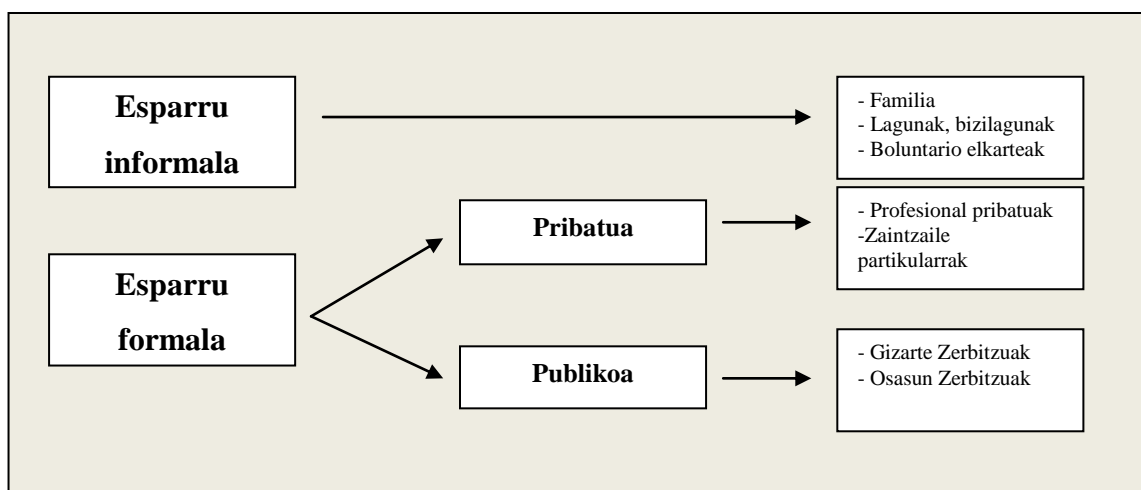 Esparru
informala
- Familia
- Lagunak, bizilagunak
- Boluntario elkarteak
Esparru
formala
Pribatua
- Profesional pribatuak
-Zaintzaile
partikularrak
Publikoa
- Gizarte Zerbitzuak
- Osasun Zerbitzuak